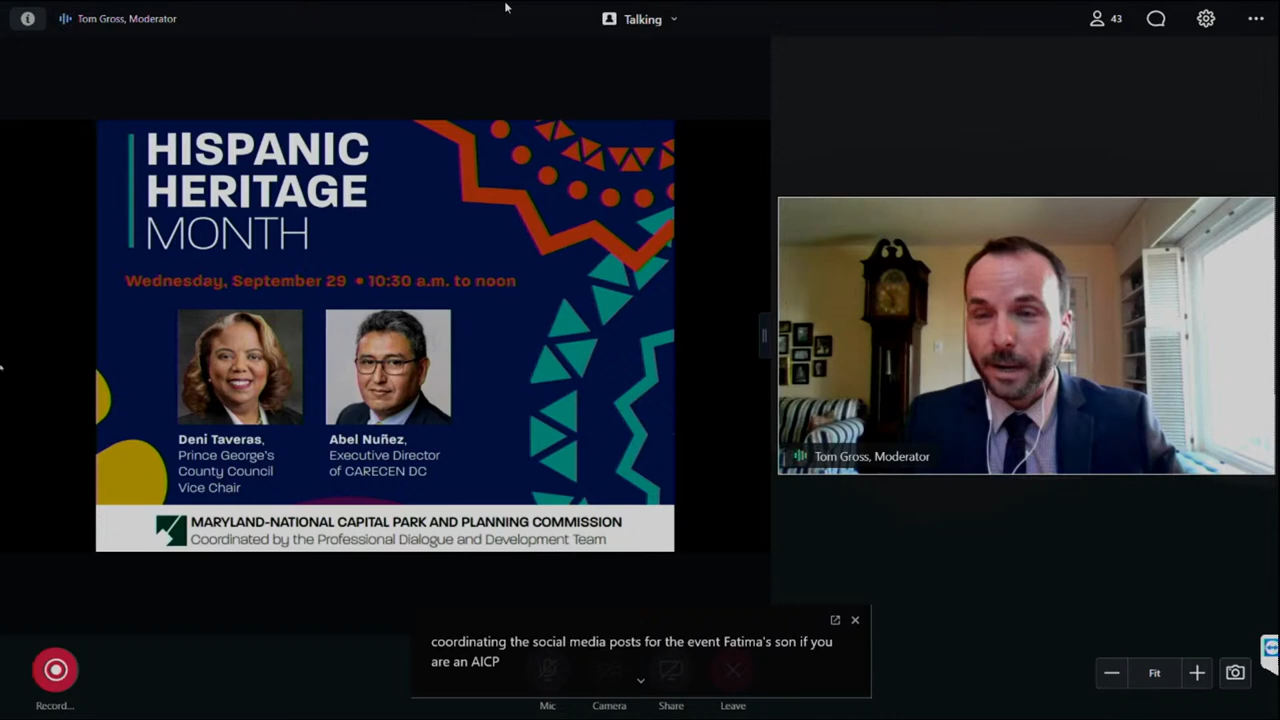 Tom Gross, Moderator
Talking
43
HISPANIC
HERITAGE
MONTH
Wednesday, September 29 • 10:30 a.m. to noon
Deni Taveras,
Prince George's
County Council
Vice Chair
Abel Nuñez,
Executive Director
of CARECEN DC
MARYLAND-NATIONAL CAPITAL PARK AND PLANNING COMMISSION
Coordinated by the Professional Dialogue and Development Team
Tom Gross, Moderator
coordinating the social media posts for the event Fatima's son if you
are an AICP
Record...
Mic
Camera
Share
Leave
Fit